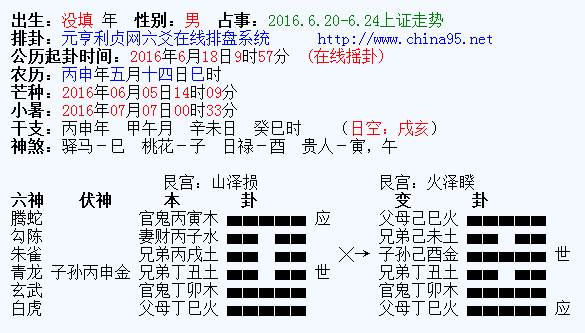 出生：没填 年　性别：男　占事：2016.6.20-6.24上证走势
排卦：元亨利贞网六爻在线排盘系统　　　http://www.china95.net
公历起卦时间：2016年6月18日9时57分　（在线摇卦）
农历：丙申年五月十四日巳时
芒种：2016年06月05日14时09分
小暑：2016年07月07日00时33分
干支：丙申年　甲午月　辛未日　癸巳时　　（日空：戌亥）
神煞：驿马－巳　桃花－子　日禄－酉　贵人－寅，午
艮宫：山泽损　　　　　　　艮宫：火泽睽
六神　　伏神　　　本　　　卦　　　　　　　变　　　卦
腾蛇　　官鬼丙寅木　应　　父母己巳火
勾陈　　妻财丙子水　　兄弟己未土
朱雀　　兄弟丙戌土　╳→　子孙己酉金　世
青龙　子孙丙申金　兄弟丁丑土　世　　兄弟丁丑土
玄武　　官鬼丁卯木　　官鬼丁卯木
白虎　　父母丁巳火　　父母丁巳火　应